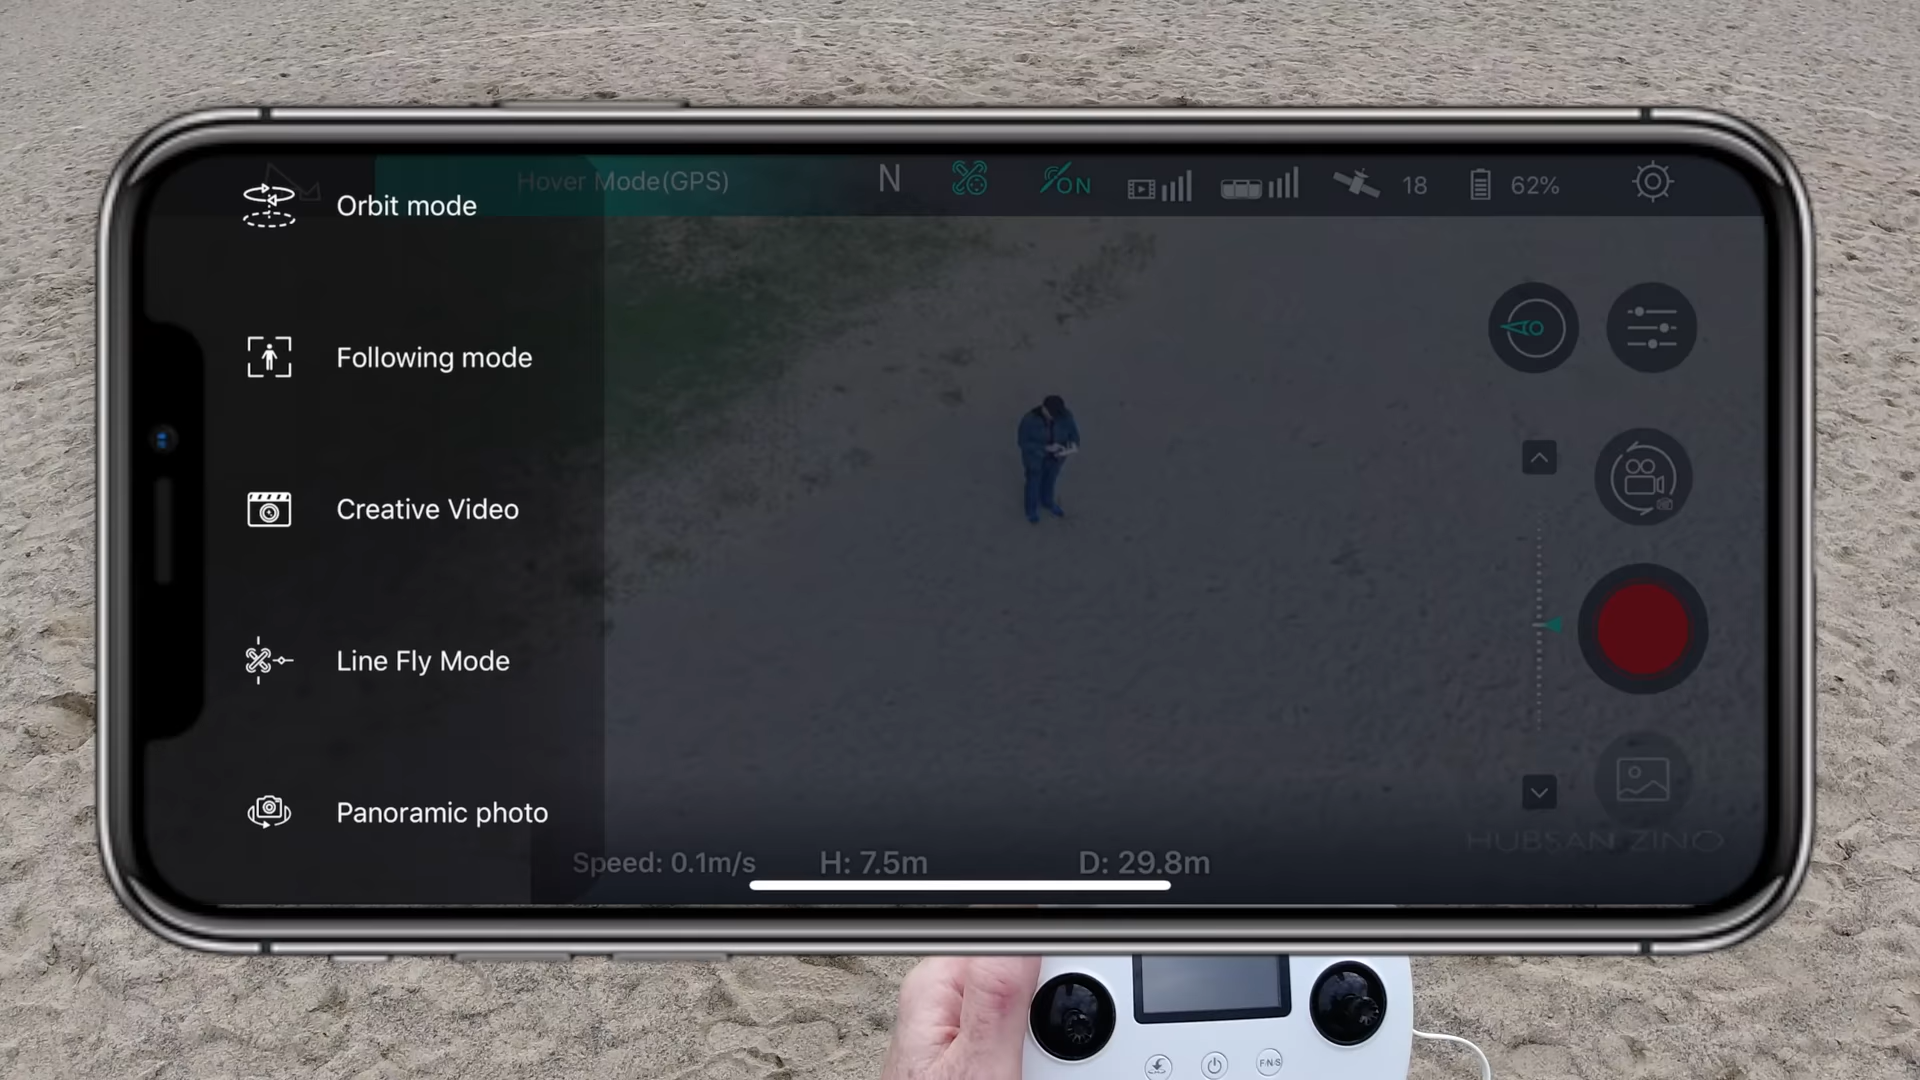 Orbit mode
Hover Mode(GPS)
N
ON
18
62%
Following mode
Creative Video
Line Fly Mode
Panoramic photo
HUBSAN ZINO
Speed: 0.1m/s
H: 7.5m
D: 29.8m
F-N-S